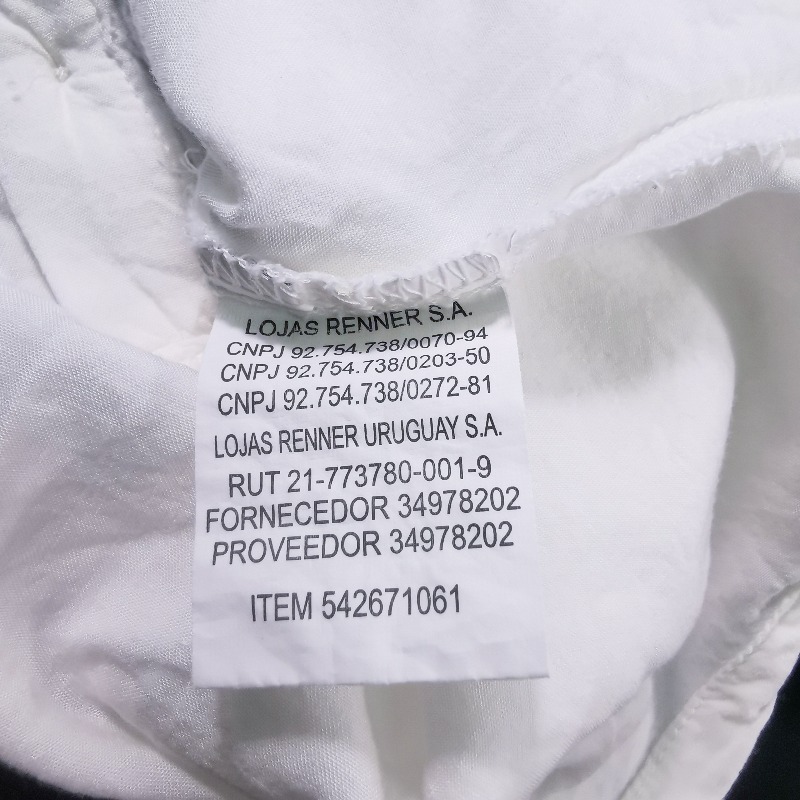 LOJAS RENNER S.A.
CNPJ 92.754.738/0070-94
CNPJ 92.754.738/0203-50
CNPJ 92.754.738/0272-81
LOJAS RENNER URUGUAY S.A.
RUT 21-773780-001-9
FORNECEDOR 34978202
PROVEEDOR 34978202
ITEM 542671061